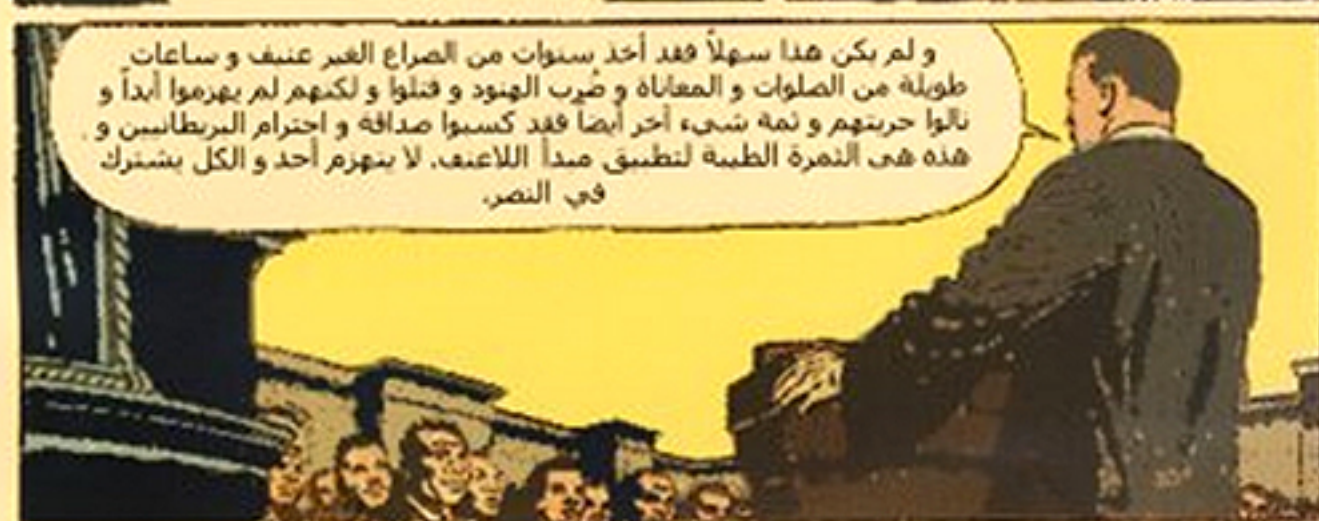 و لم يكن هذا سهلاً فقد أخذ سنوات من الصراع الغير عنيف و ساعات
طويلة من الصلوات و المعاناة و ضُرب الهنود و قتلوا و لكنهم لم يهزموا أبداً و
نالوا حريتهم و ثمة شيء أخر أيضاً فقد كسبوا صداقة و احترام البريطانيين و
هذه هى الثمرة الطيبة لتطبيق مبدأ اللاعنف. لا ينهزم أحد و الكل يشترك
في النصر.